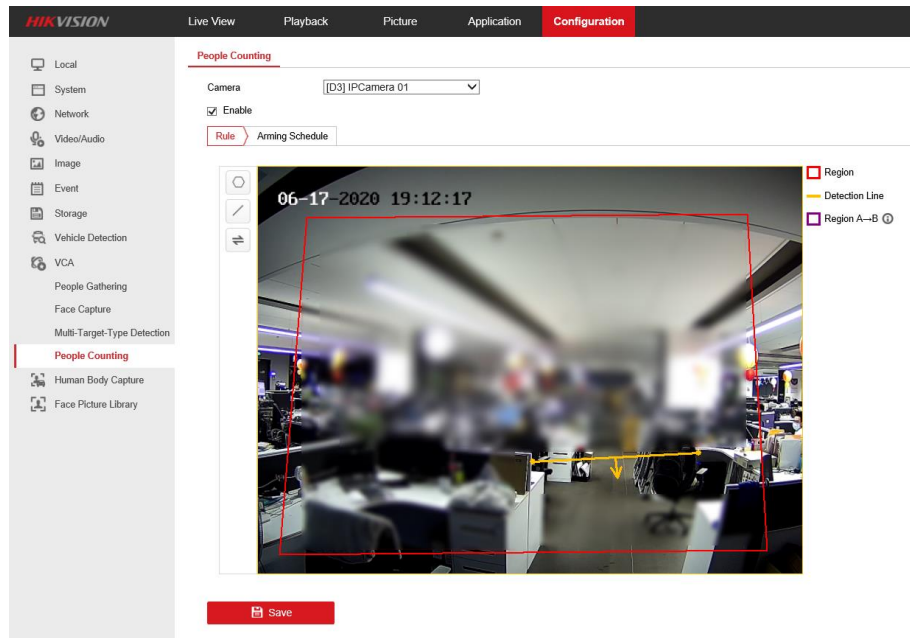 HIKVISION
Live View Playback Picture Application Configuration
Local
System
Network
Video/Audio
Image
Event
Storage
Vehicle Detection
VCA
People Gathering
Face Capture
Multi-Target-Type Detection
People Counting
Human Body Capture
Face Picture Library
People Counting
Camera [D3] IPCamera 01
Enable
Rule Arming Schedule
06-17-2020 19:12:17
Region
Detection Line
Region A→B
Save